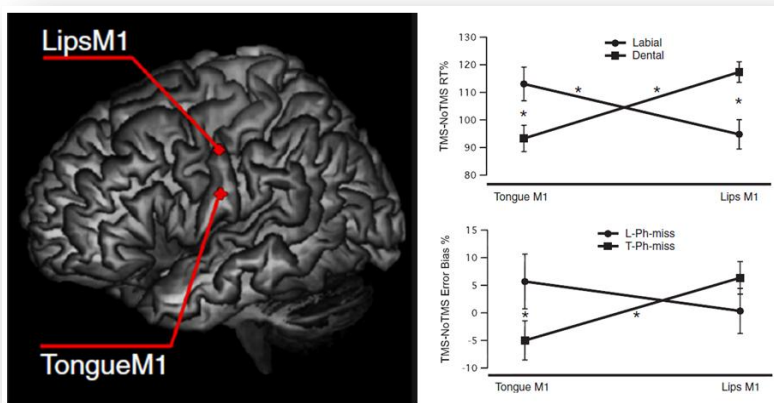 LipsM1
TongueM1
130
120
110
100
90
80
TMS-NoTMS RT%
Labial
Dental
*
*
*
*
Tongue M1
Lips M1
15
10
5
0
-5
-10
TMS-NoTMS Error Bias %
L-Ph-miss
T-Ph-miss
*
*
Tongue M1
Lips M1